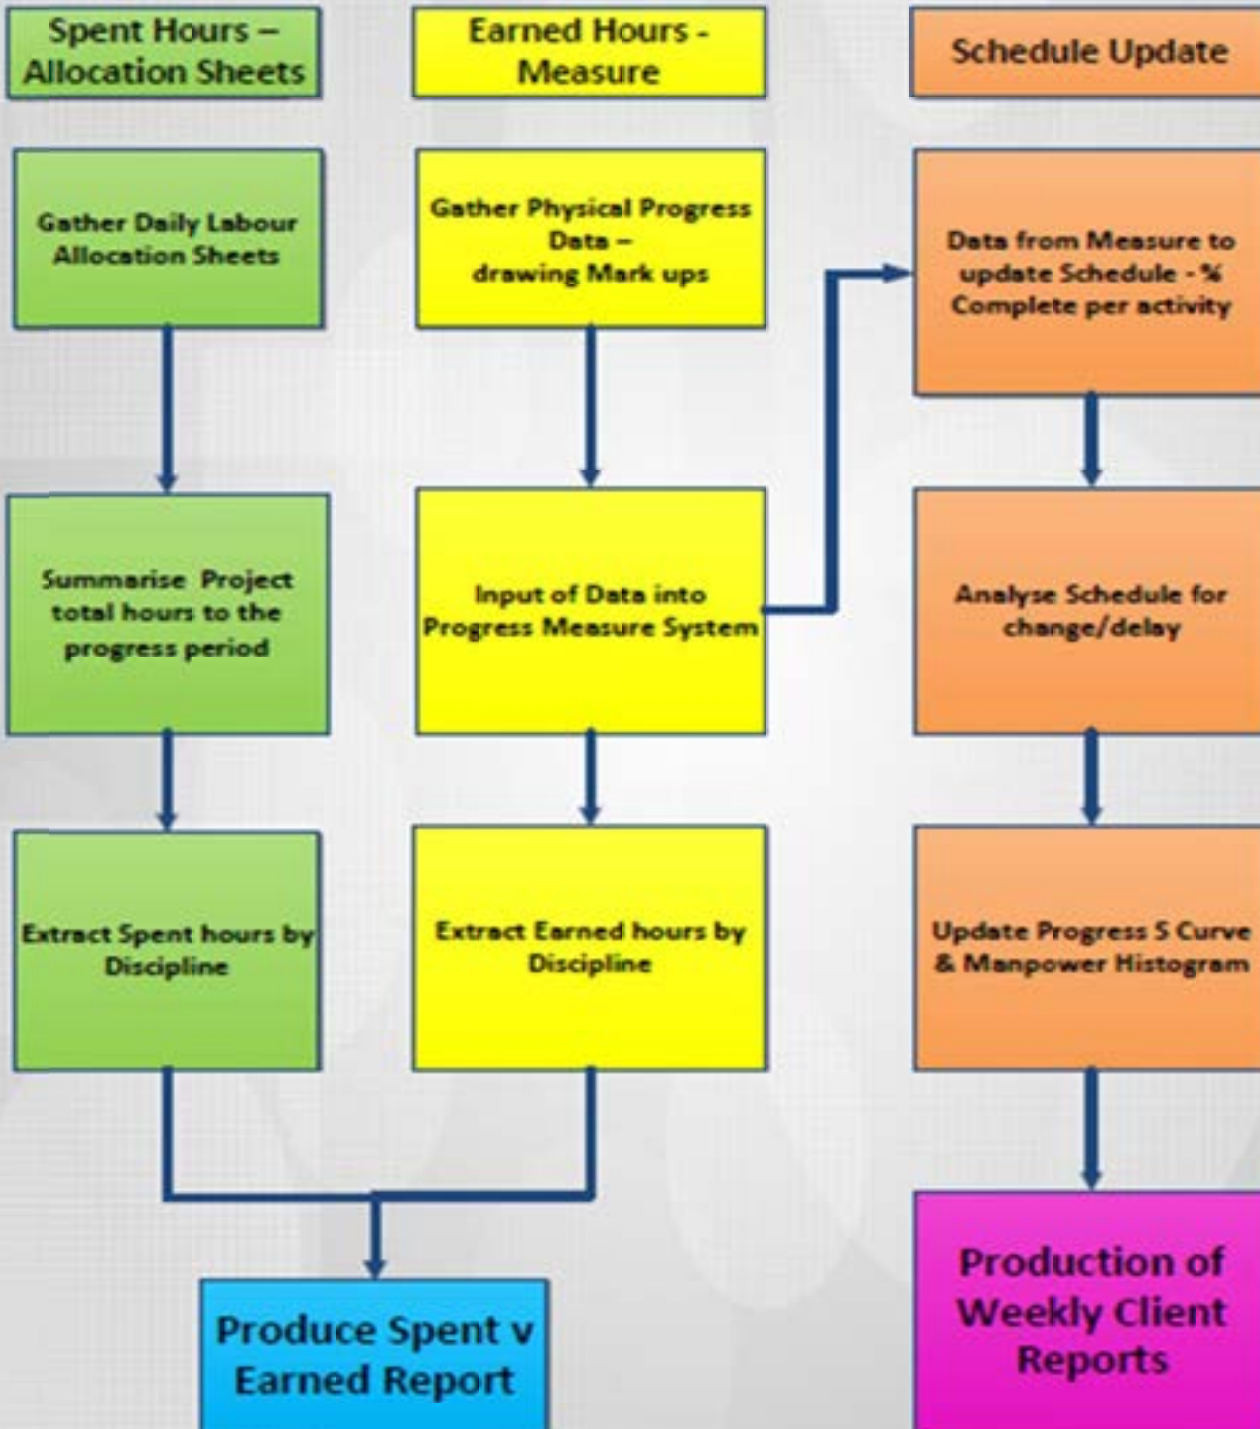 Spent Hours –
Allocation Sheets
Earned Hours -
Measure
Schedule Update
Gather Daily Labour
Allocation Sheets
Gather Physical Progress
Data –
drawing Mark ups
Data from Measure to
update Schedule - %
Complete per activity
Summarise Project
total hours to the
progress period
Input of Data into
Progress Measure System
Analyse Schedule for
change/delay
Extract Spent hours by
Discipline
Extract Earned hours by
Discipline
Update Progress S Curve
& Manpower Histogram
Produce Spent v
Earned Report
Production of
Weekly Client
Reports